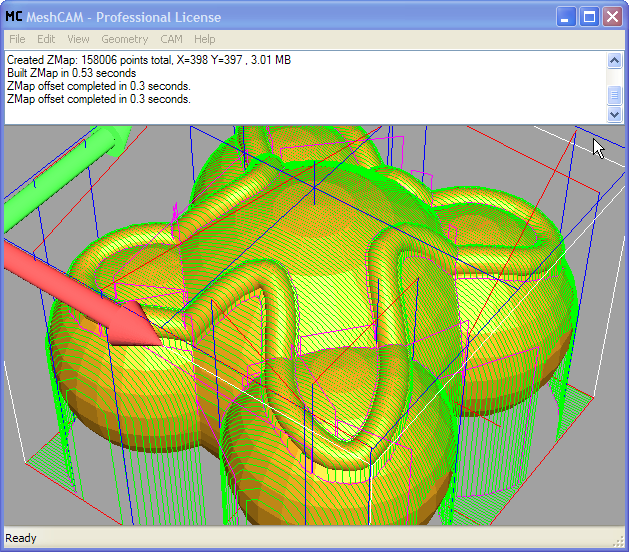 MC MeshCAM - Professional License
File Edit View Geometry CAM Help
Created ZMap: 158006 points total, X=398 Y=397 , 3.01 MB
Built ZMap in 0.53 seconds
ZMap offset completed in 0.3 seconds.
ZMap offset completed in 0.3 seconds.
Ready